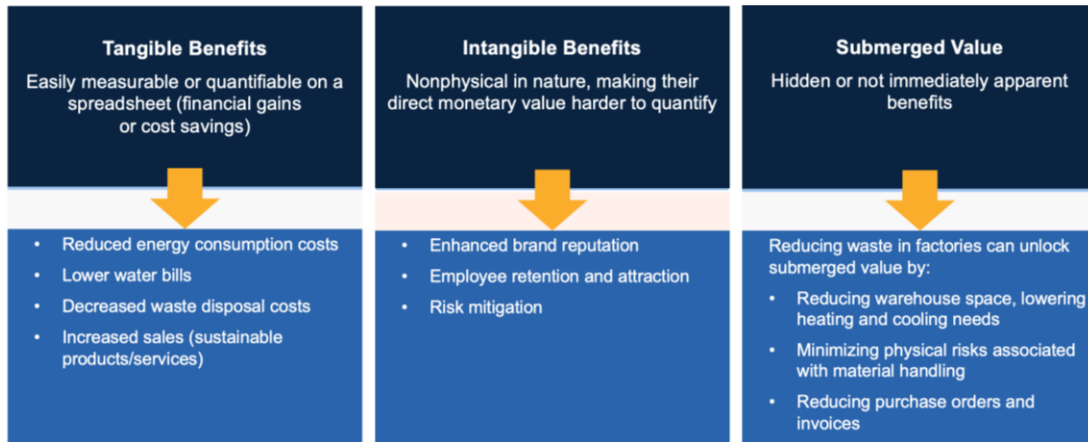 Tangible Benefits
Easily measurable or quantifiable on a
spreadsheet (financial gains
or cost savings)
• Reduced energy consumption costs
• Lower water bills
• Decreased waste disposal costs
• Increased sales (sustainable
products/services)
Intangible Benefits
Nonphysical in nature, making their
direct monetary value harder to quantify
• Enhanced brand reputation
• Employee retention and attraction
• Risk mitigation
Submerged Value
Hidden or not immediately apparent
benefits
Reducing waste in factories can unlock
submerged value by:
• Reducing warehouse space, lowering
heating and cooling needs
• Minimizing physical risks associated
with material handling
• Reducing purchase orders and
invoices